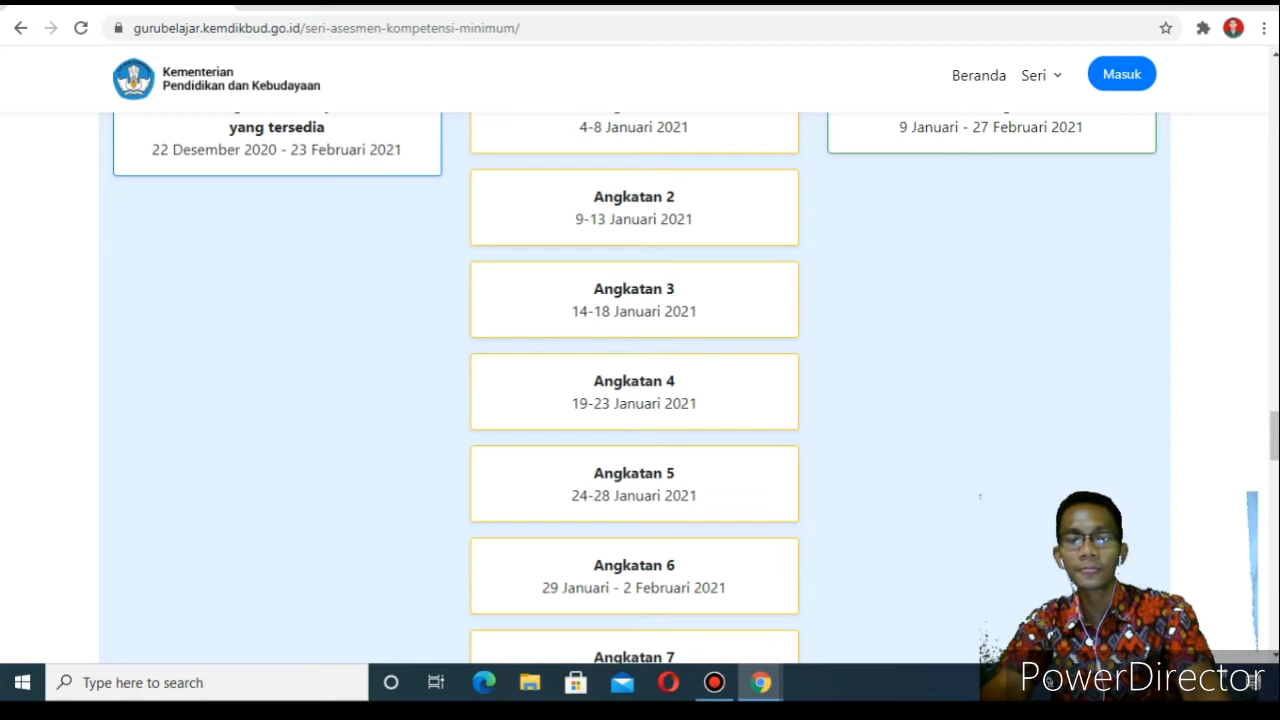 gurubelajar.kemdikbud.go.id/seri-asesmen-kompetensi-minimum/
Kementerian
Pendidikan dan Kebudayaan
Beranda
Seri
Masuk
yang tersedia
22 Desember 2020 - 23 Februari 2021
4-8 Januari 2021
9 Januari - 27 Februari 2021
Angkatan 2
9-13 Januari 2021
Angkatan 3
14-18 Januari 2021
Angkatan 4
19-23 Januari 2021
Angkatan 5
24-28 Januari 2021
Angkatan 6
29 Januari - 2 Februari 2021
Angkatan 7
Type here to search
PowerDirector